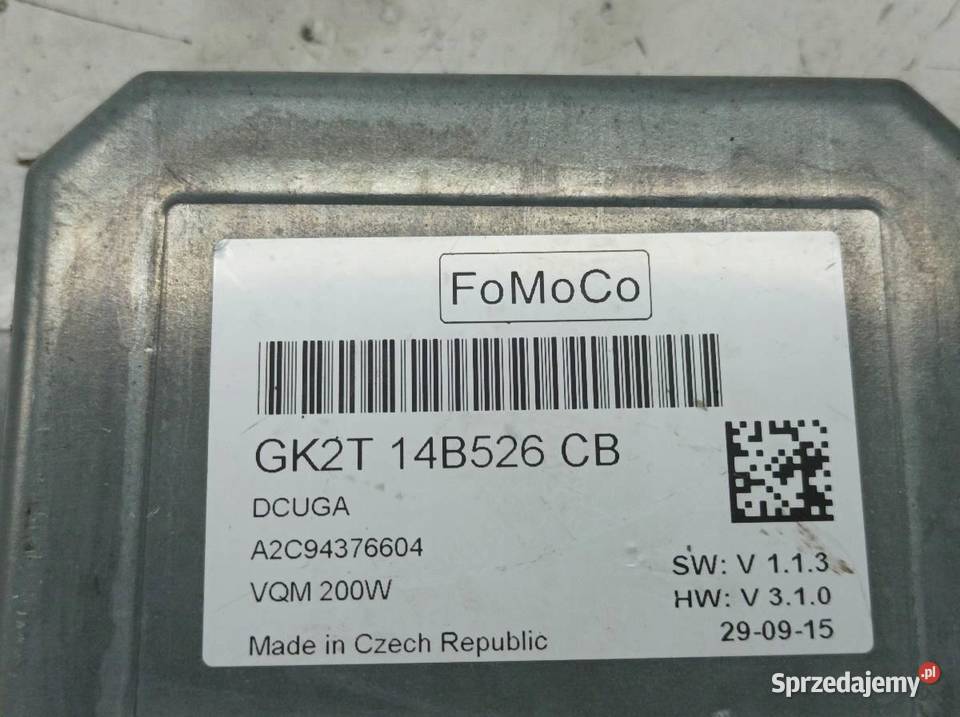 FoMoCo
GK2T 14B526 CB
DCUGA
A2C94376604
VQM 200W
Made in Czech Republic
SW: V 1.1.3
HW: V 3.1.0
29-09-15
Sprzedajemy.pl